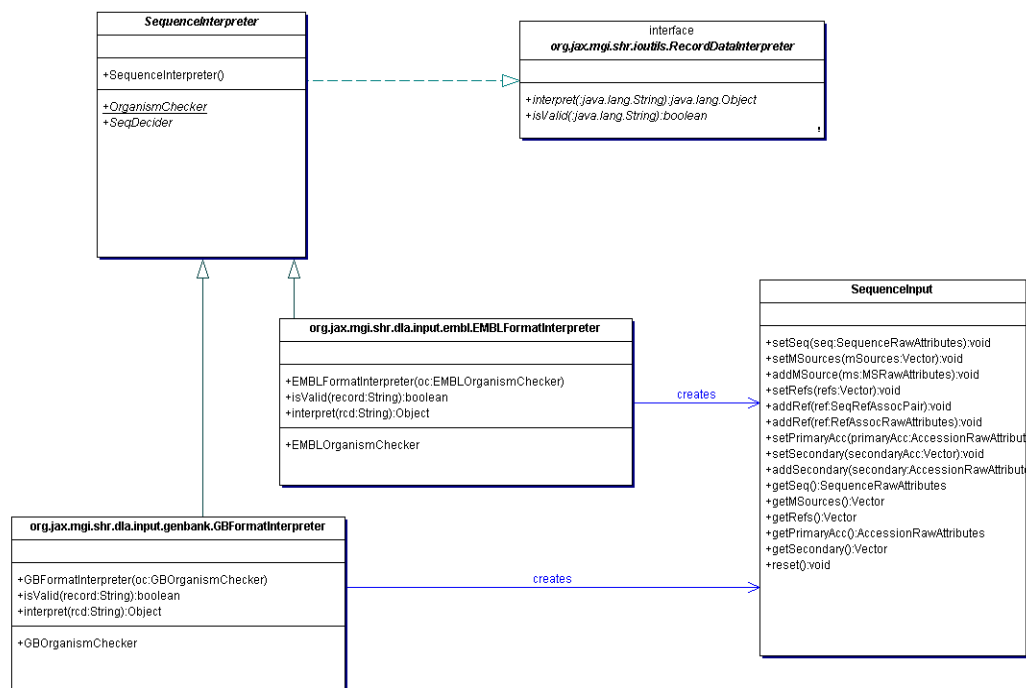 SequenceInterpreter
+SequenceInterpreter()
+OrganismChecker
+SeqDecider
interface
org.jax.mgi.shr.ioutils.RecordDataInterpreter
+interpret(:java.lang.String):java.lang.Object
+isValid(:java.lang.String):boolean
!
org.jax.mgi.shr.dla.input.embl.EMBLFormatInterpreter
+EMBLFormatInterpreter(oc:EMBLOrganismChecker)
+isValid(record:String):boolean
+interpret(rcd:String):Object
+EMBLOrganismChecker
creates
SequenceInput
+setSeq(seq:SequenceRawAttributes):void
+setMSources(mSources:Vector):void
+addMSource(ms:MSRawAttributes):void
+setRefs(refs:Vector):void
+addRef(ref:SeqRefAssocPair):void
+addRef(ref:RefAssocRawAttributes):void
+setPrimaryAcc(primaryAcc:AccessionRawAttribut
+setSecondary(secondaryAcc:Vector):void
+addSecondary(secondary:AccessionRawAttribute
+getSeq():SequenceRawAttributes
+getMSources():Vector
+getRefs():Vector
+getPrimaryAcc():AccessionRawAttributes
+getSecondary():Vector
+reset():void
org.jax.mgi.shr.dla.input.genbank.GBFormatInterpreter
+GBFormatInterpreter(oc:GBOrganismChecker)
+isValid(record:String):boolean
+interpret(rcd:String):Object
+GBOrganismChecker
creates